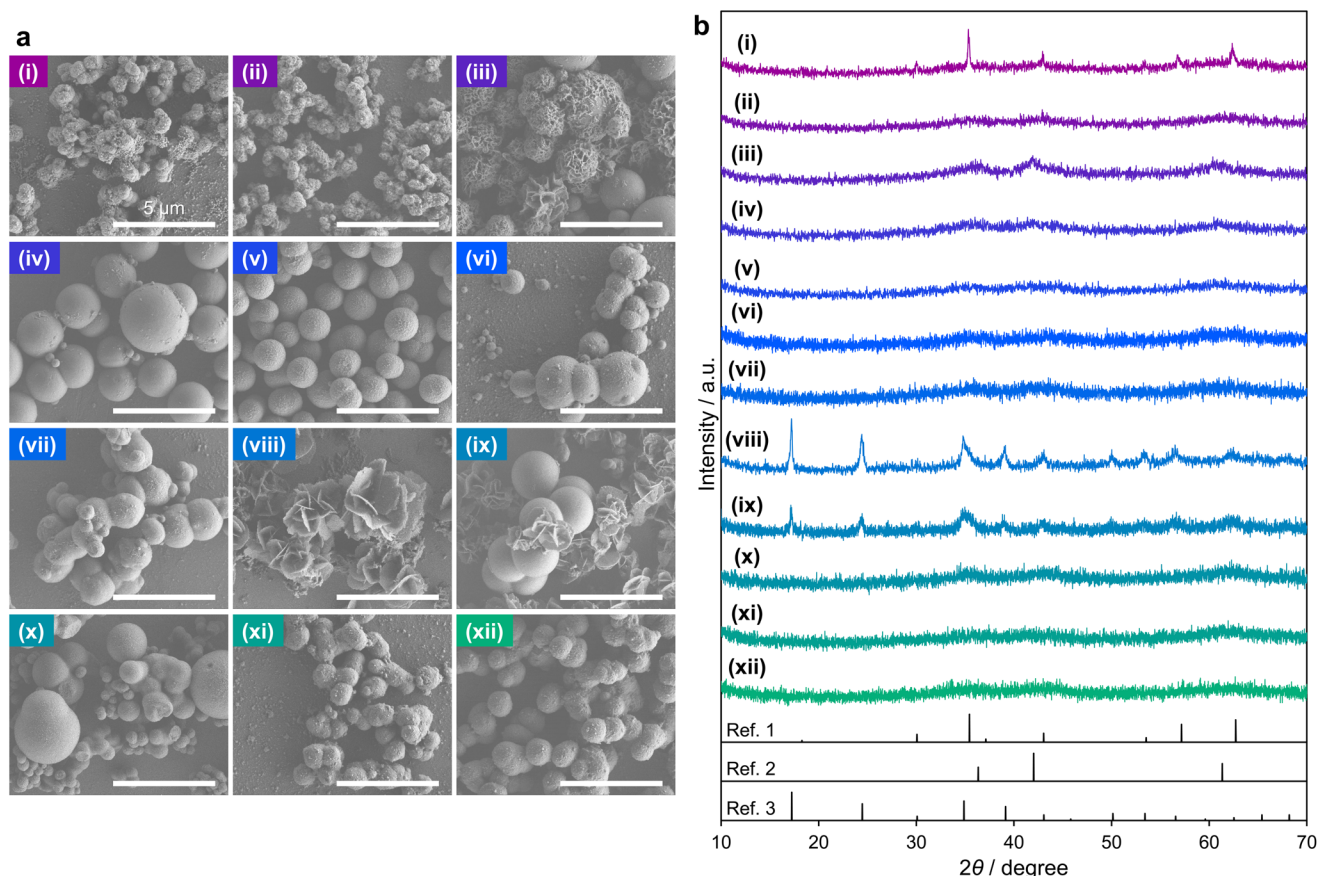 a
(i)
(ii)
(iii)
5 µm
(iv)
(v)
(vi)
(vii)
(viii)
(ix)
(x)
(xi)
(xii)
b
(i)
(ii)
(iii)
(iv)
(v)
(vi)
(vii)
(viii)
(ix)
(x)
(xi)
(xii)
Ref. 1
Ref. 2
Ref. 3
Intensity / a.u.
10 20 30 40 50 60 70
2θ / degree